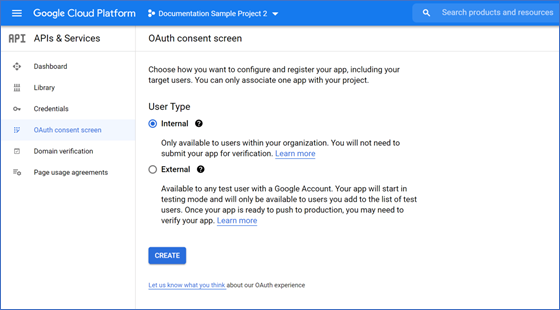 Google Cloud Platform
Documentation Sample Project 2
Search products and resources
API
APIs & Services
OAuth consent screen
Dashboard
Library
Credentials
OAuth consent screen
Domain verification
Page usage agreements
Choose how you want to configure and register your app, including your
target users. You can only associate one app with your project.
User Type
Internal ?
Only available to users within your organization. You will not need to
submit your app for verification. Learn more
External ?
Available to any test user with a Google Account. Your app will start in
testing mode and will only be available to users you add to the list of test
users. Once your app is ready to push to production, you may need to
verify your app. Learn more
CREATE
Let us know what you think about our OAuth experience